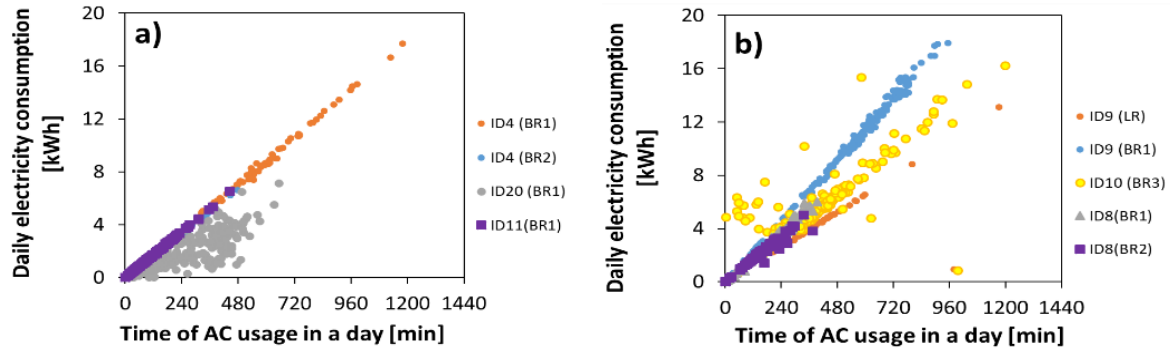 a)
Daily electricity consumption
[kWh]
20
16
12
8
4
0
0 240 480 720 960 1200 1440
Time of AC usage in a day [min]
ID4 (BR1)
ID4 (BR2)
ID20 (BR1)
ID11(BR1)
b)
Daily electricity consumption
[kWh]
20
16
12
8
4
0
0 240 480 720 960 1200 1440
Time of AC usage in a day [min]
ID9 (LR)
ID9 (BR1)
ID10 (BR3)
ID8(BR1)
ID8(BR2)